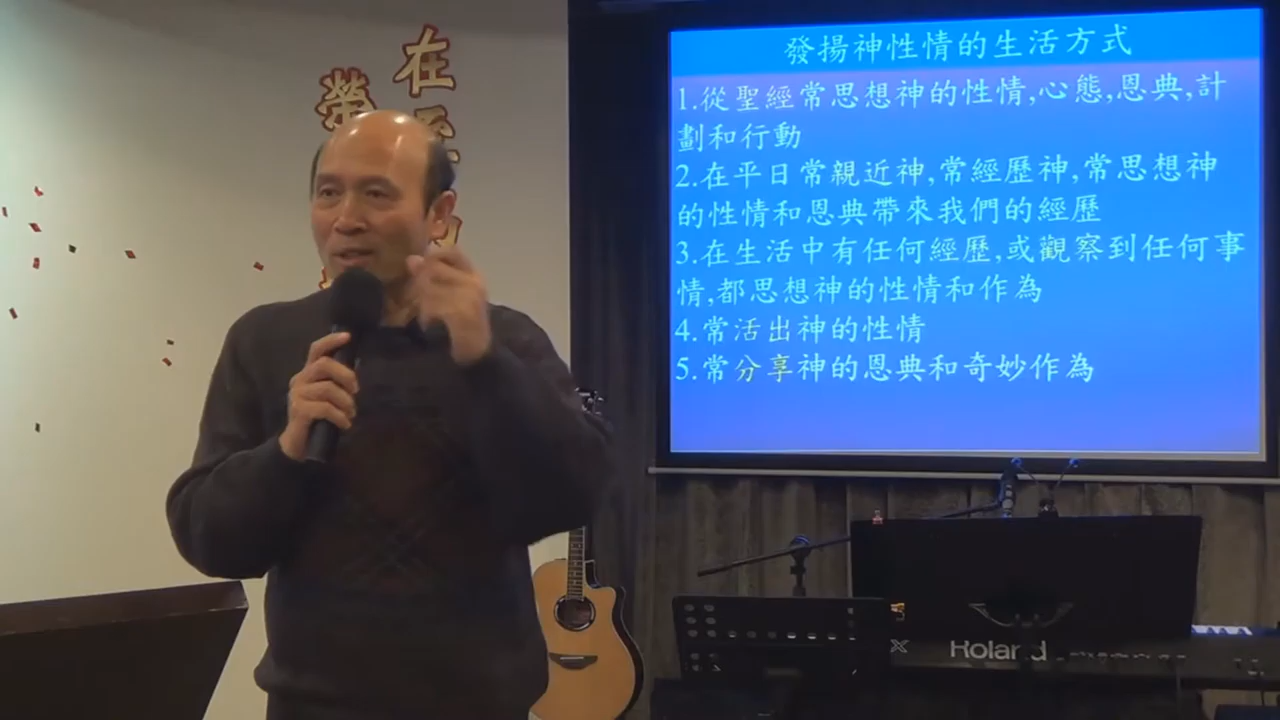 發揚神性情的生活方式
1.從聖經常思想神的性情,心態,恩典,計
劃和行動
2.在平日常親近神,常經歷神,常思想神
的性情和恩典帶來我們的經歷
3.在生活中有任何經歷,或觀察到任何事
情,都思想神的性情和作為
4.常活出神的性情
5.常分享神的恩典和奇妙作為
在
榮
Roland